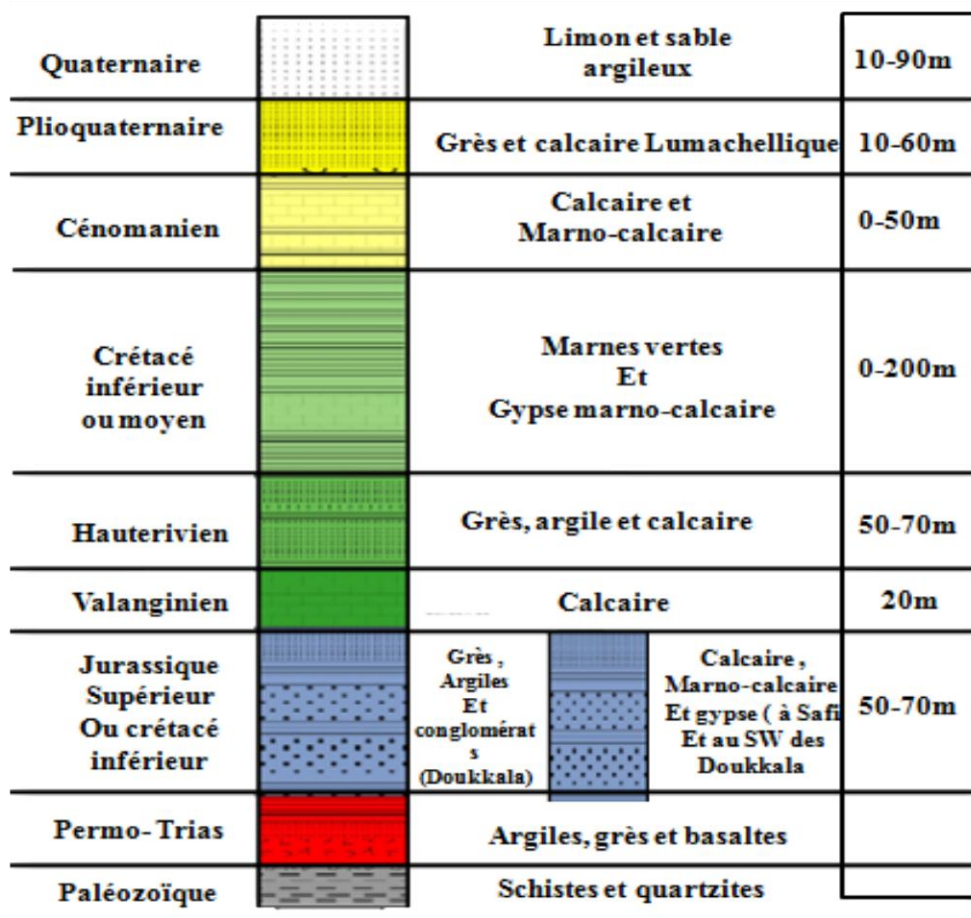 Quaternaire
Limon et sable
argileux
10-90m
Plioquaternaire
Grès et calcaire Lumachellique
10-60m
Cénomanien
Calcaire et
Marno-calcaire
0-50m
Crétacé
inférieur
ou moyen
Marnes vertes
Et
Gypse marno-calcaire
0-200m
Hauterivien
Grès, argile et calcaire
50-70m
Valanginien
Calcaire
20m
Jurassique
Supérieur
Ou crétacé
inférieur
Grès ,
Argiles
Et
conglomérat
s
(Doukkala)
Calcaire ,
Marno-calcaire
Et gypse ( à Safi
Et au SW des
Doukkala
50-70m
Permo- Trias
Argiles, grès et basaltes
Paléozoïque
Schistes et quartzites